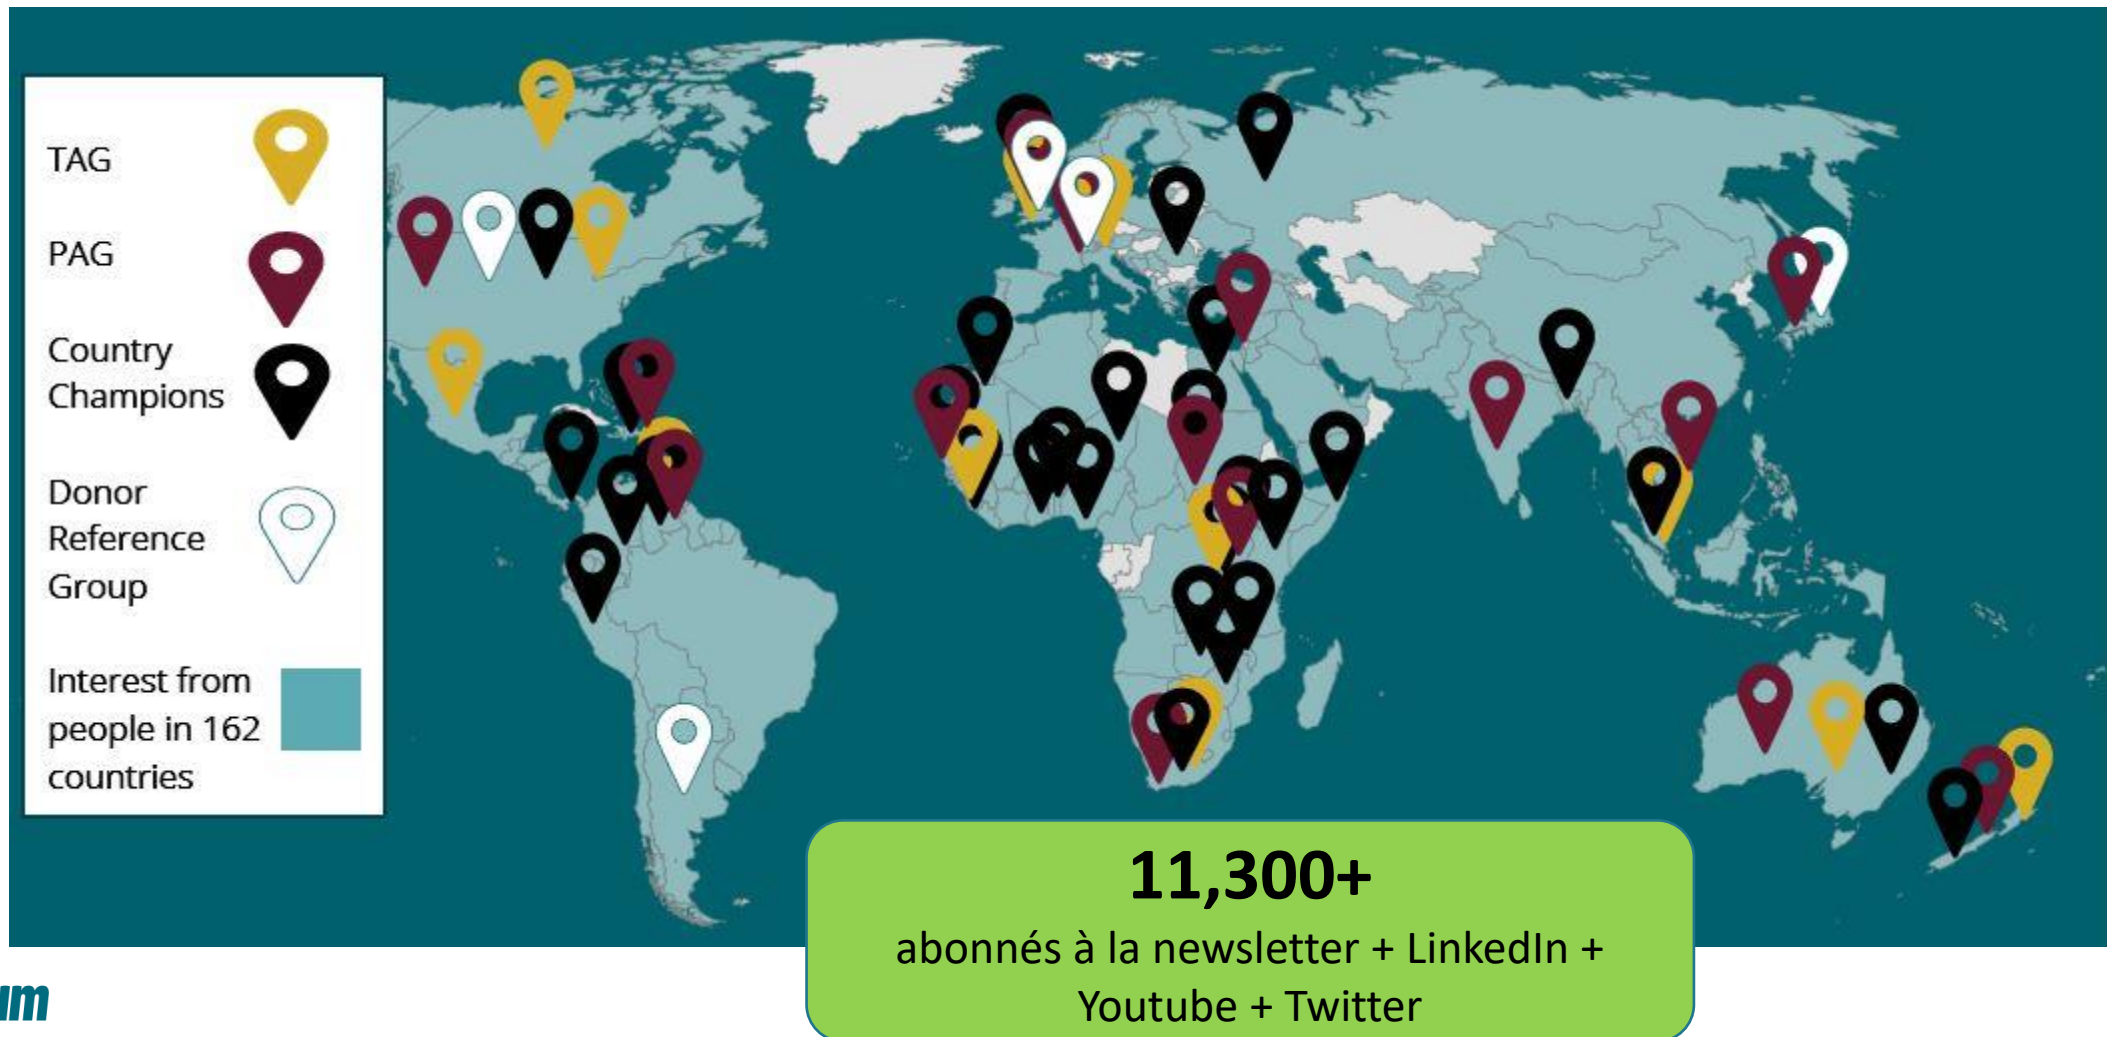 TAG
PAG
Country
Champions
Donor
Reference
Group
Interest from
people in 162
countries
11,300+
abonnés à la newsletter + LinkedIn +
Youtube + Twitter
um